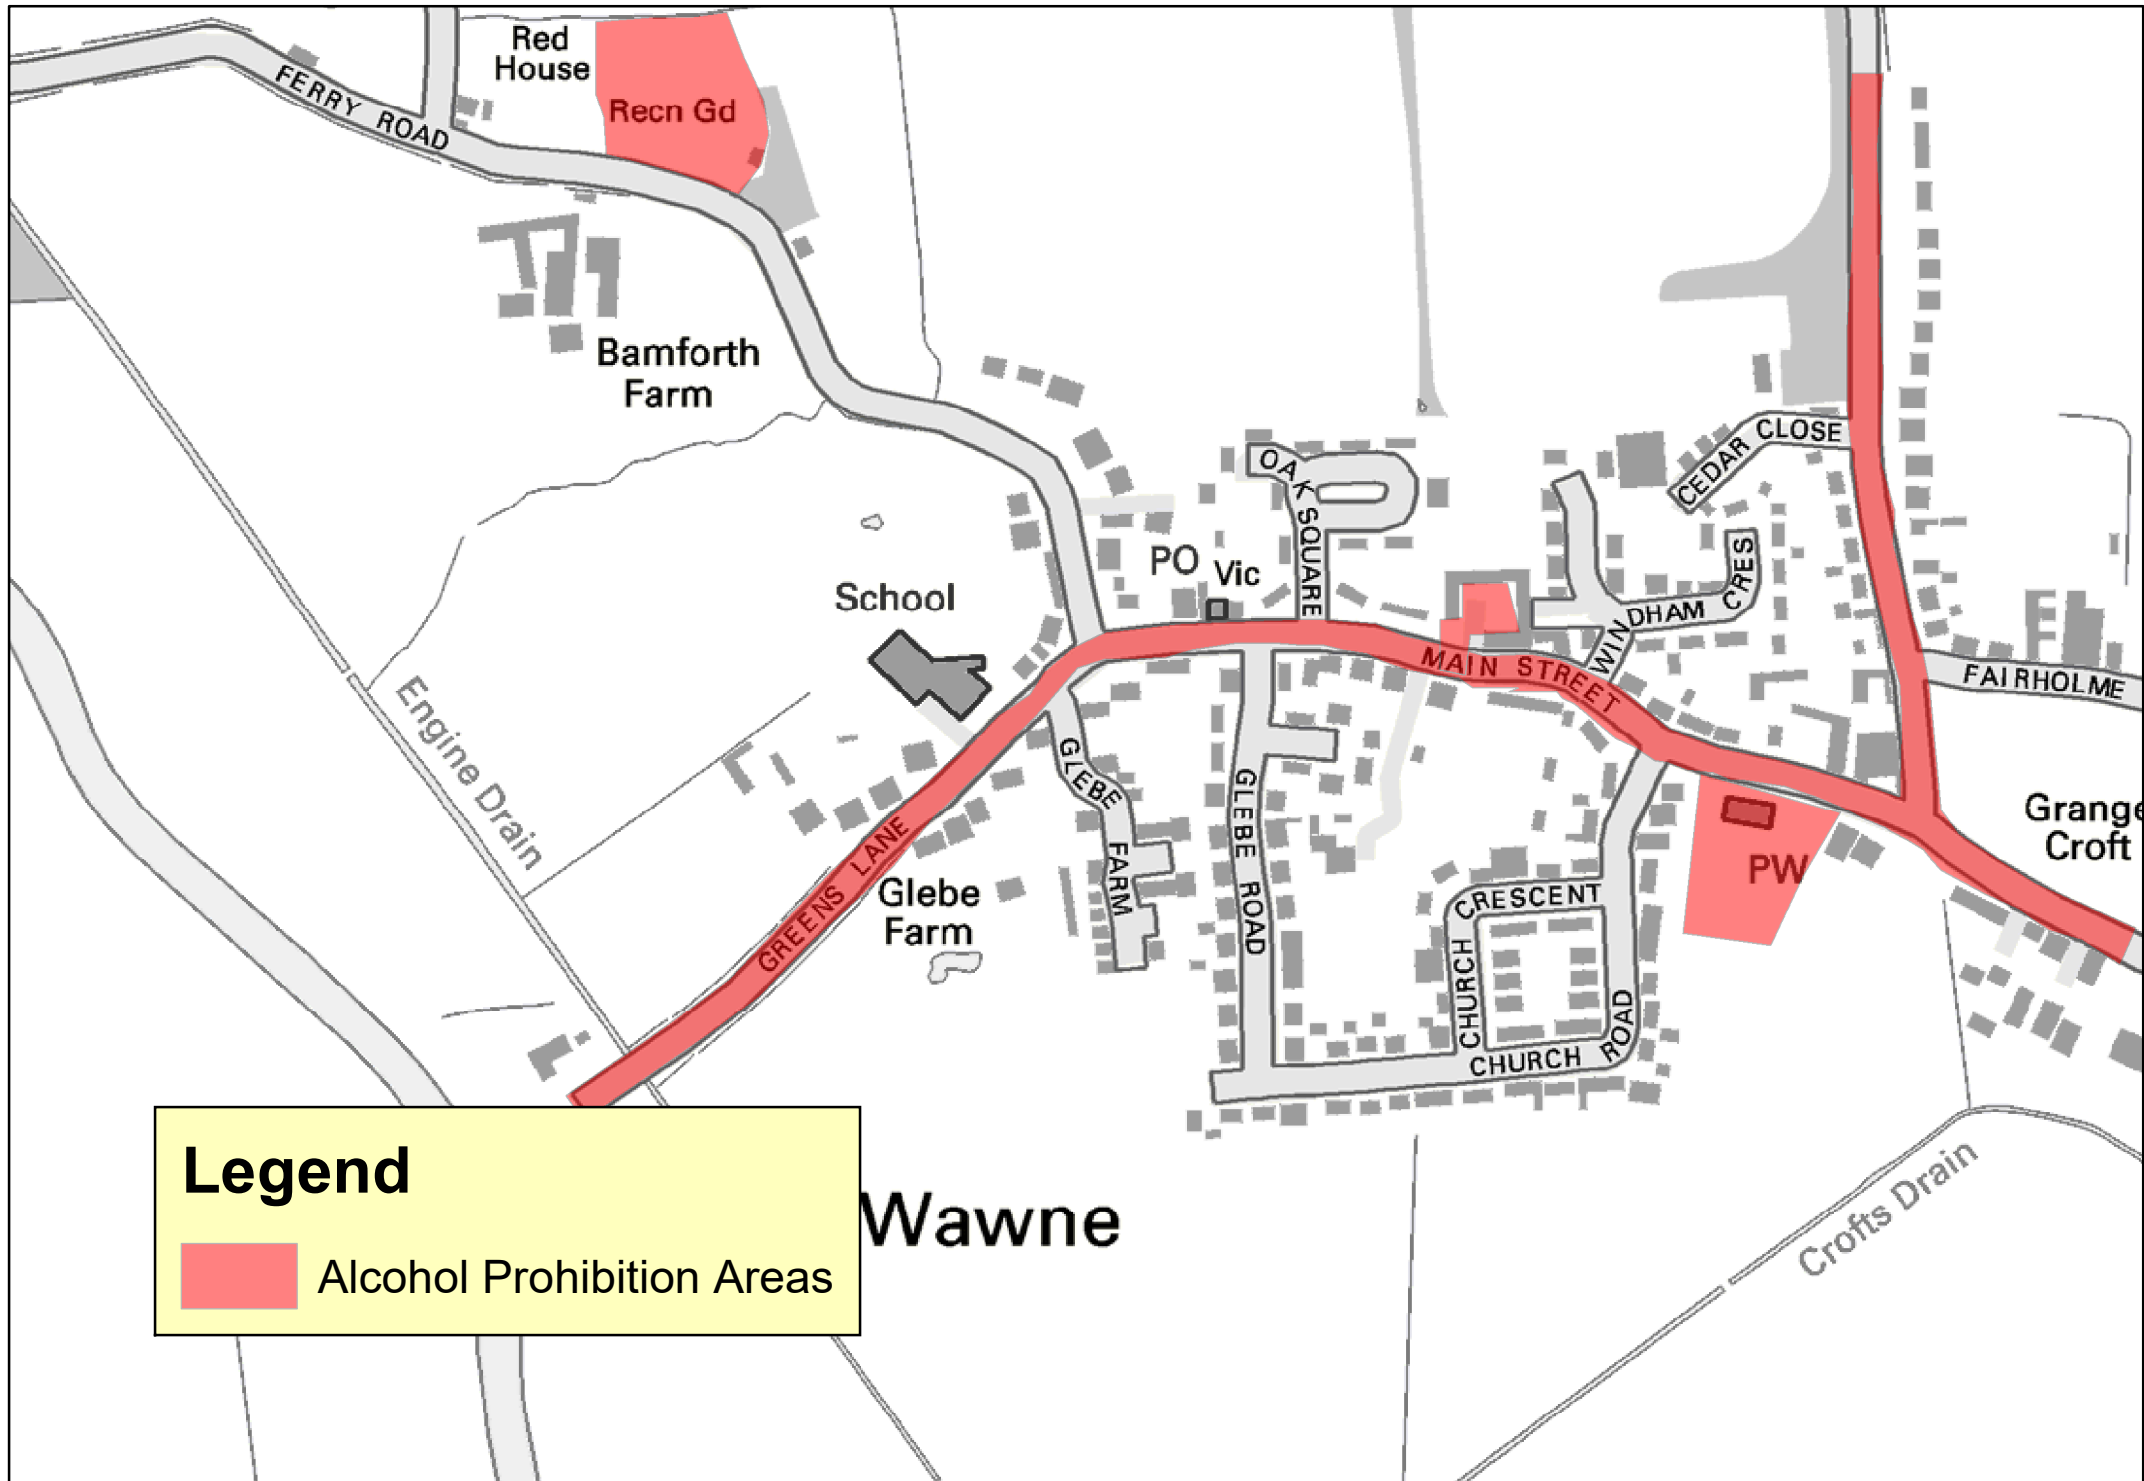 Red
House
FERRY ROAD
Recn Gd
Bamforth
Farm
CEDAR CLOSE
OAK SQUARE
PO
Vic
School
WINDHAM CRES
MAIN STREET
FAIRHOLME
Engine Drain
GLEBE FARM
GLEBE ROAD
GREENS LANE
Glebe
Farm
Grange
Croft
PW
CHURCH CRESCENT
CHURCH ROAD
Legend
Alcohol Prohibition Areas
Wawne
Crofts Drain